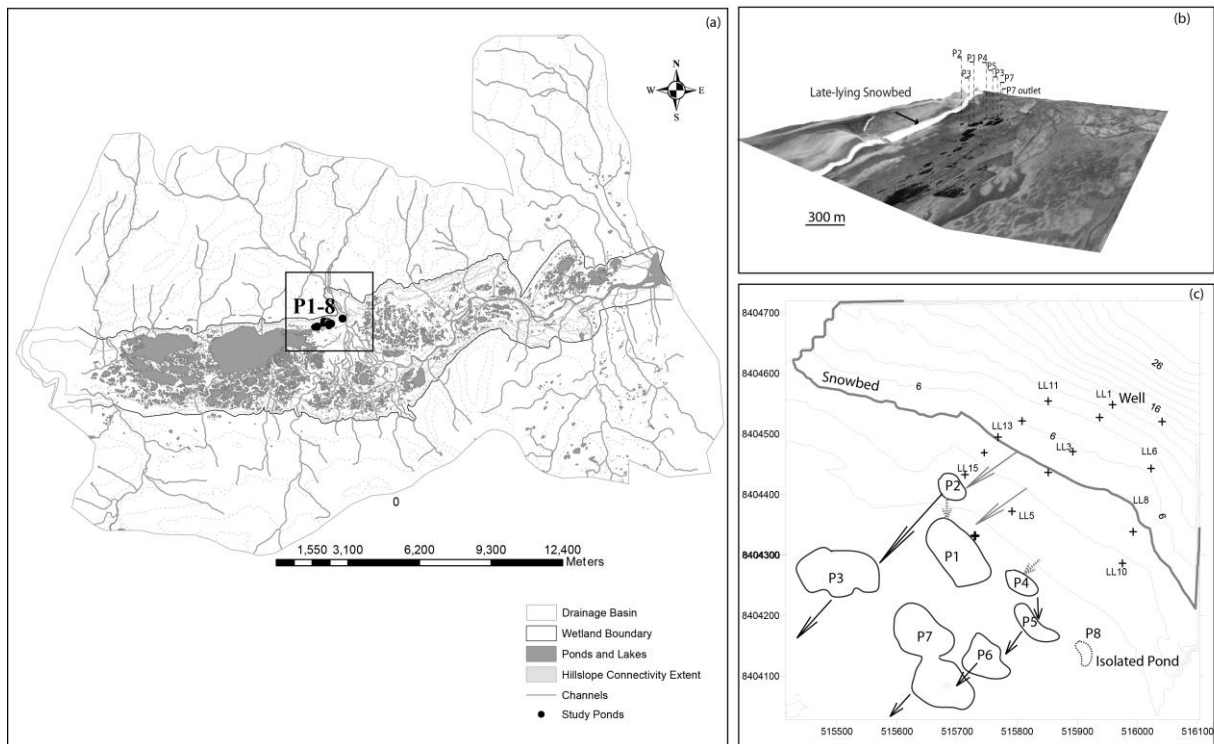 (a)
N
W E
S
P1-8
0
1,550 3,100 6,200 9,300 12,400
Meters
Drainage Basin
Wetland Boundary
Ponds and Lakes
Hillslope Connectivity Extent
Channels
Study Ponds
(b)
P2
P1
P4
P3
P5
P3
P7
P7 outlet
Late-lying Snowbed
300 m
(c)
8404700
8404600
8404500
8404400
8404300
8404200
8404100
26
16
6
6
6
Snowbed
LL11
LL1
Well
LL13
LL3
LL6
LL15
P2
LL8
LL5
P1
LL10
P3
P4
P7
P5
P8
P6
Isolated Pond
515500 515600 515700 515800 515900 516000 516100